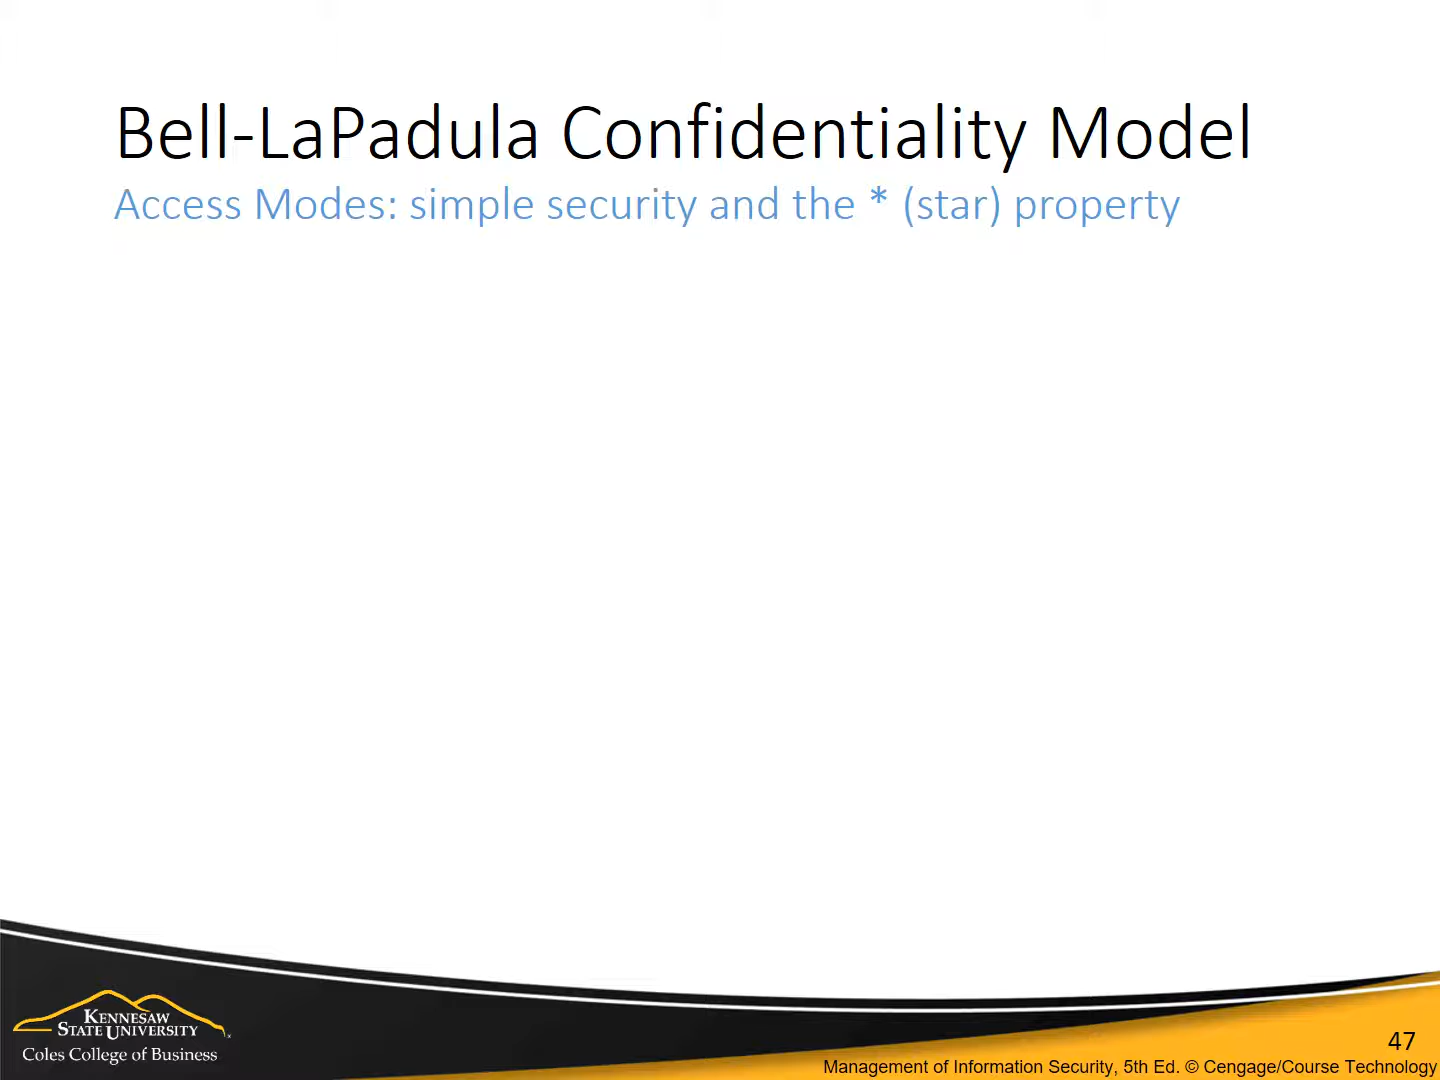 Bell-LaPadula Confidentiality Model
Access Modes: simple security and the * (star) property
KENNESAW
STATE UNIVERSITY
Coles College of Business
47
Management of Information Security, 5th Ed. © Cengage/Course Technology